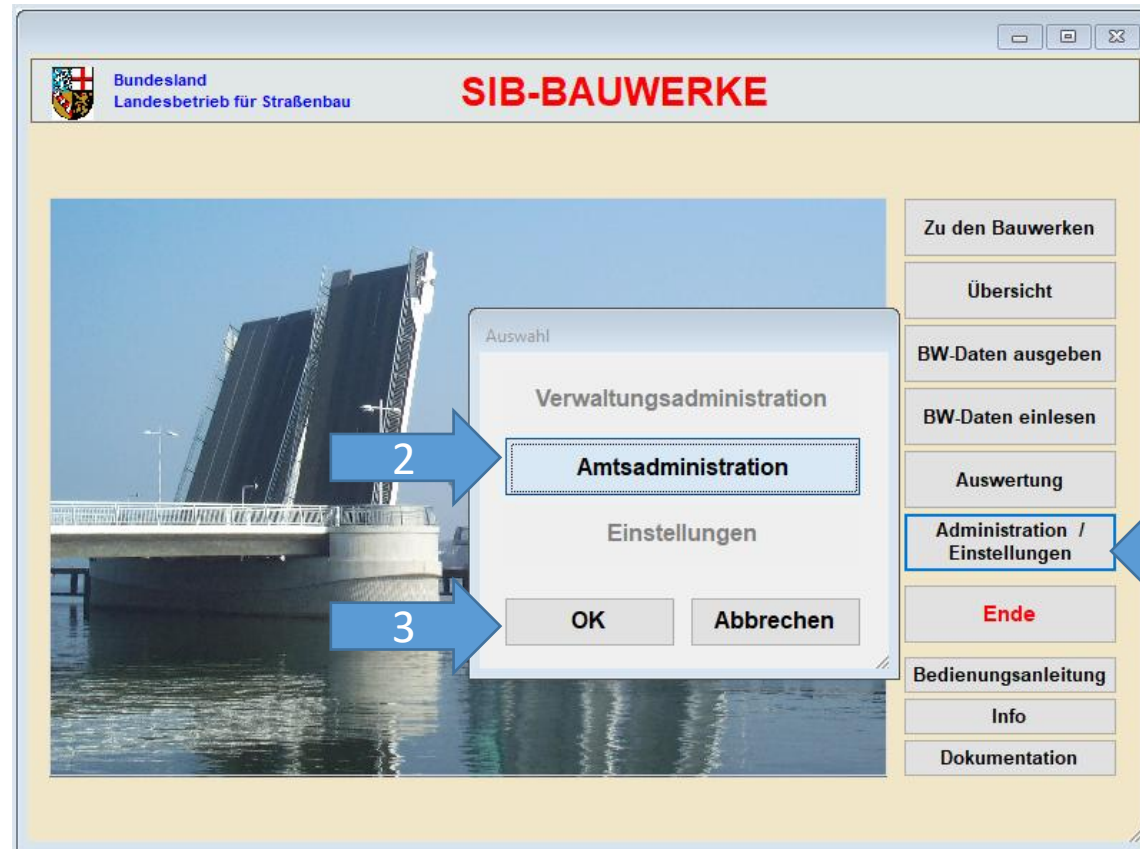 Bundesland
Landesbetrieb für Straßenbau
SIB-BAUWERKE
Zu den Bauwerken
Übersicht
BW-Daten ausgeben
BW-Daten einlesen
Auswertung
Administration /
Einstellungen
Ende
Bedienungsanleitung
Info
Dokumentation
Auswahl
Verwaltungsadministration
2
Amtsadministration
Einstellungen
3
OK
Abbrechen